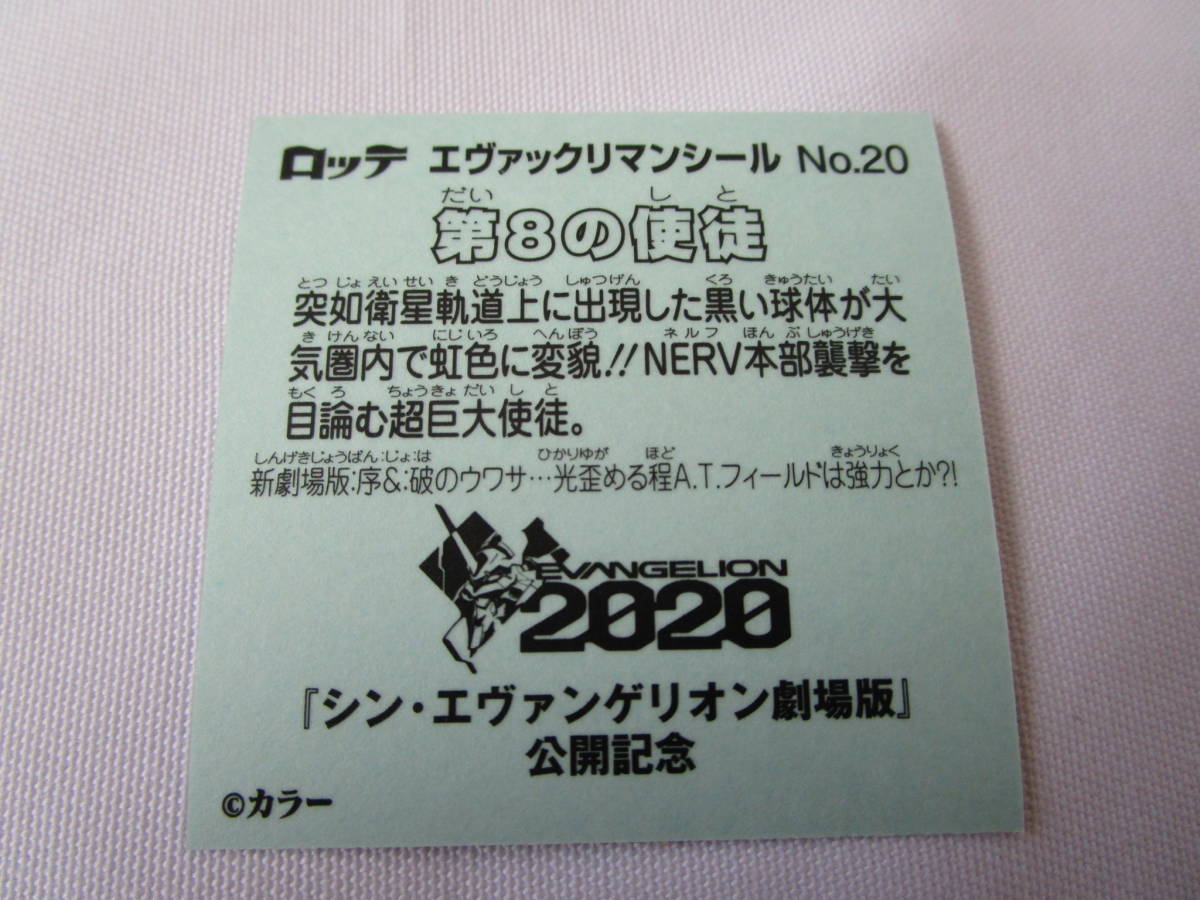 ロッテ エヴァックリマンシール No.20
だい しと
第8の使徒
とつじょえいせいきどうじょう しゅつげん くろ きゅうたい たい
突如衛星軌道上に出現した黒い球体が大
きけんない にじいろ へんぼう ネルフ ほんぶしゅうげき
気圏内で虹色に変貌!!NERV本部襲撃を
もくろ ちょうきょだいしと
目論む超巨大使徒。
しんげきじょうばん:じょ:は ひかりゆが ほど きょうりょく
新劇場版:序&:破のウワサ…光歪める程A.T.フィールドは強力とか?!
EVANGELION
2020
『シン・エヴァンゲリオン劇場版』
公開記念
©カラー